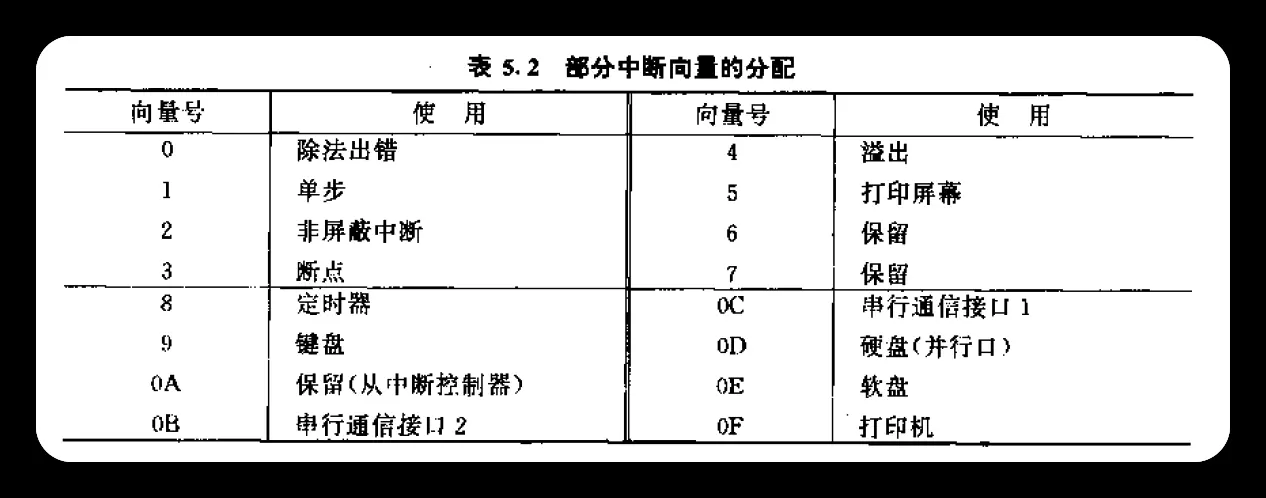 表 5.2 部分中断向量的分配
向量号 使 用 向量号 使 用
0 除法出错 4 溢出
1 单步 5 打印屏幕
2 非屏蔽中断 6 保留
3 断点 7 保留
8 定时器 0C 串行通信接口 1
9 键盘 0D 硬盘(并行口)
0A 保留(从中断控制器) 0E 软盘
0B 串行通信接口 2 0F 打印机